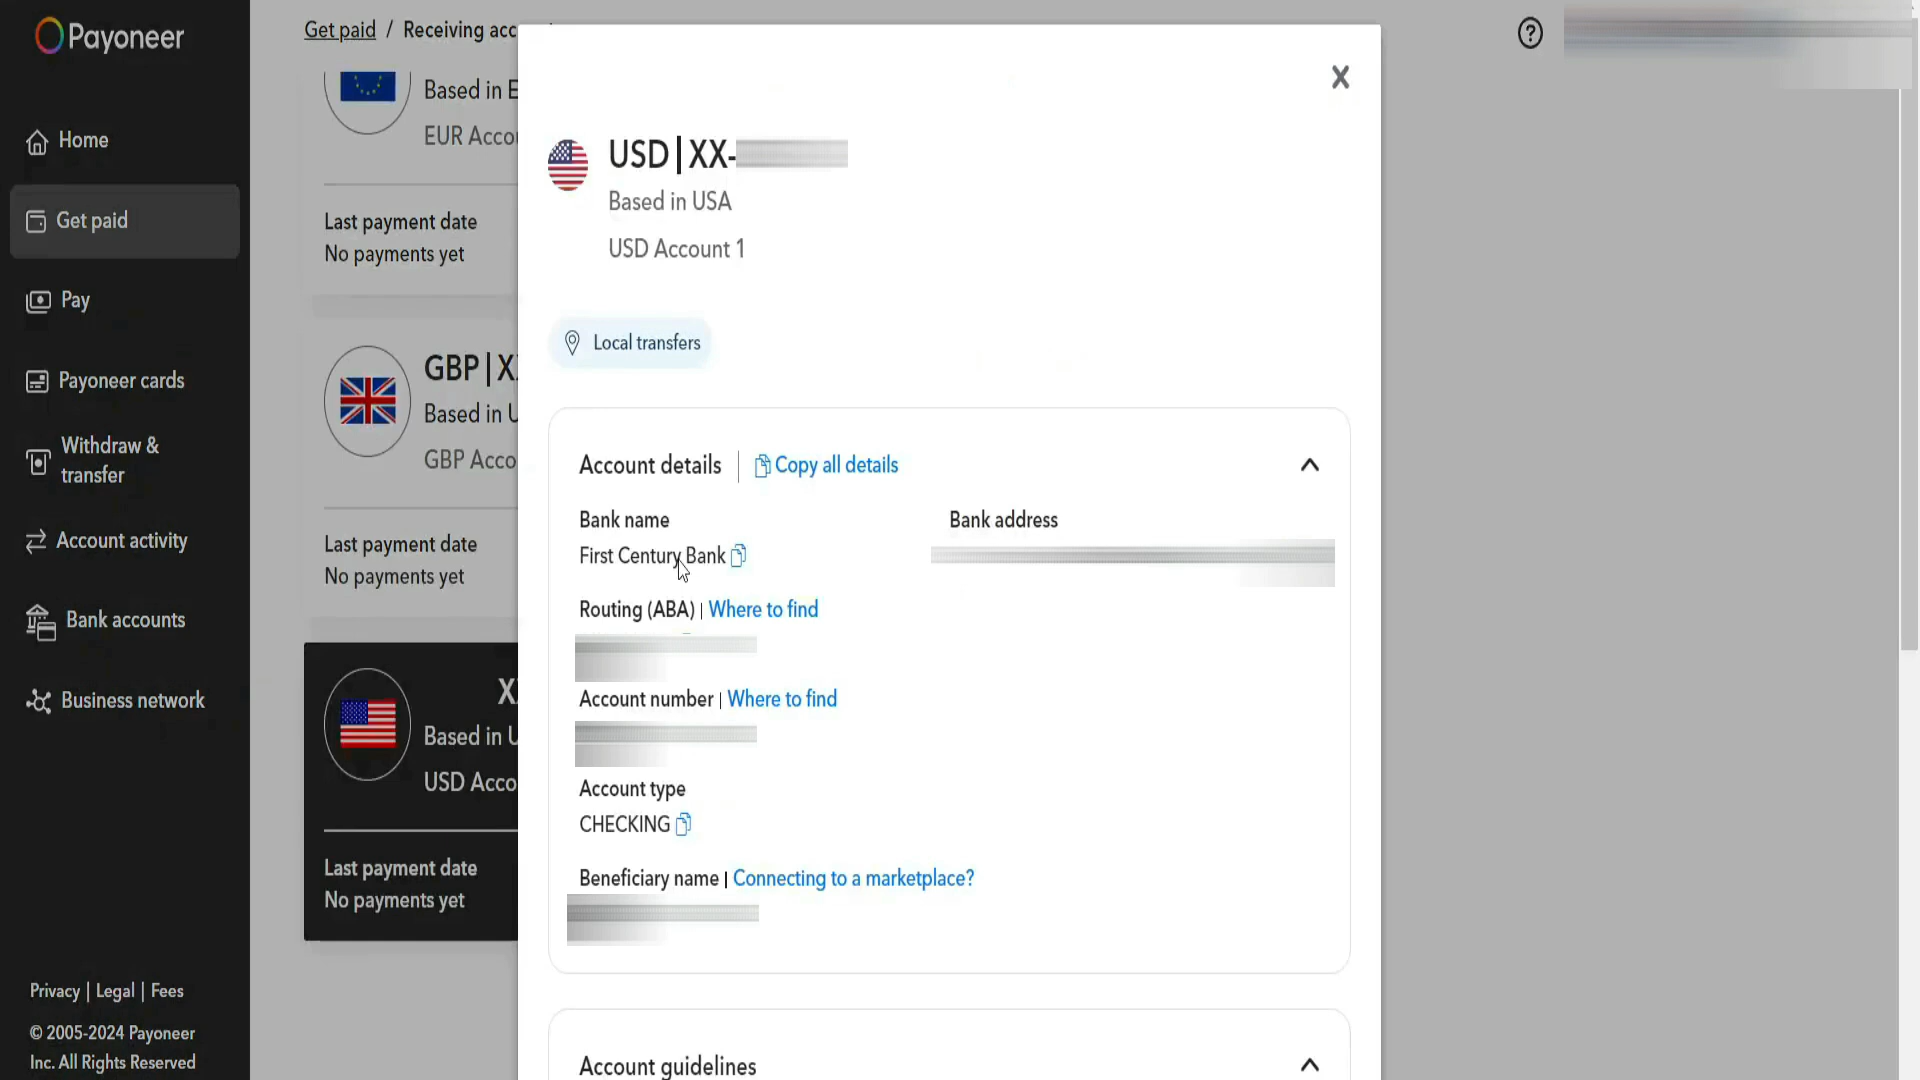 Payoneer
Home
Get paid
Pay
Payoneer cards
Withdraw &
transfer
Account activity
Bank accounts
Business network
Privacy | Legal | Fees
© 2005-2024 Payoneer
Inc. All Rights Reserved
Get paid / Receiving acc
Based in E
EUR Accou
Last payment date
No payments yet
GBP | X
Based in U
GBP Acco
Last payment date
No payments yet
X
Based in U
USD Acco
Last payment date
No payments yet
?
X
USD | XX-
Based in USA
USD Account 1
Local transfers
Account details | Copy all details
Bank name
First Century Bank
Bank address
Routing (ABA) | Where to find
Account number | Where to find
Account type
CHECKING
Beneficiary name | Connecting to a marketplace?
Account guidelines